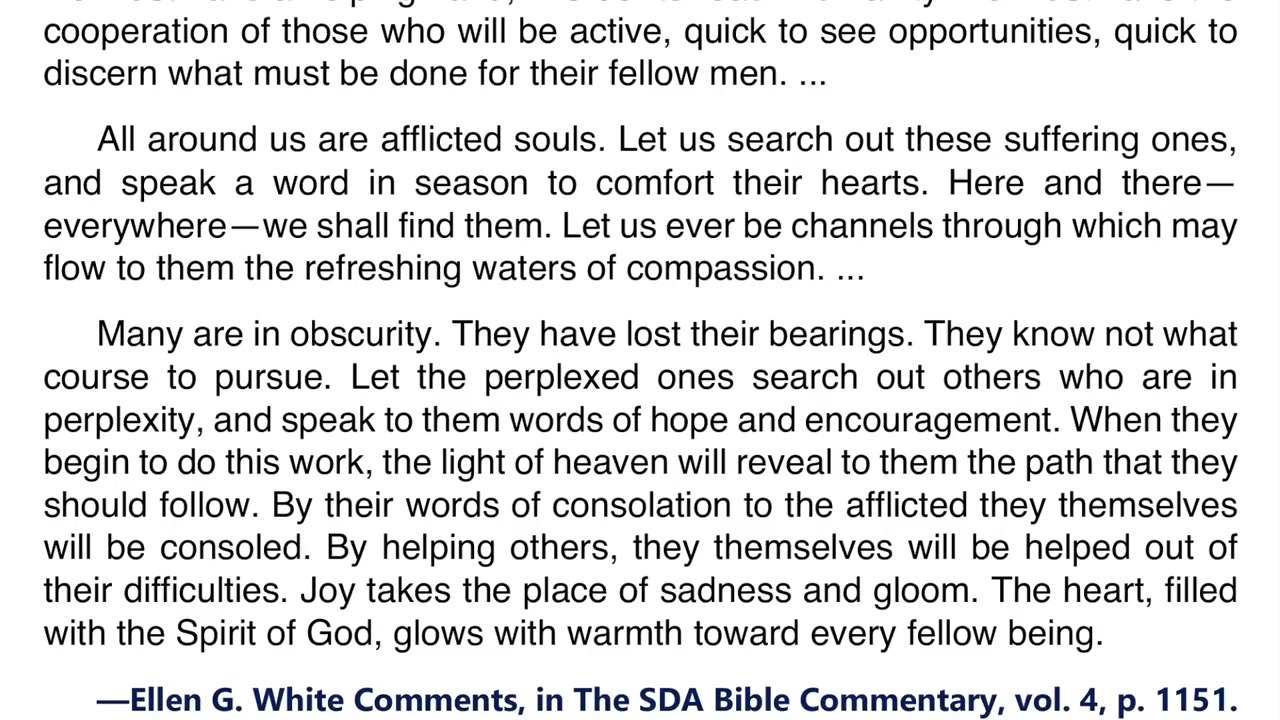 cooperation of those who will be active, quick to see opportunities, quick to
discern what must be done for their fellow men. ...
All around us are afflicted souls. Let us search out these suffering ones,
and speak a word in season to comfort their hearts. Here and there—
everywhere—we shall find them. Let us ever be channels through which may
flow to them the refreshing waters of compassion. ...
Many are in obscurity. They have lost their bearings. They know not what
course to pursue. Let the perplexed ones search out others who are in
perplexity, and speak to them words of hope and encouragement. When they
begin to do this work, the light of heaven will reveal to them the path that they
should follow. By their words of consolation to the afflicted they themselves
will be consoled. By helping others, they themselves will be helped out of
their difficulties. Joy takes the place of sadness and gloom. The heart, filled
with the Spirit of God, glows with warmth toward every fellow being.
—Ellen G. White Comments, in The SDA Bible Commentary, vol. 4, p. 1151.